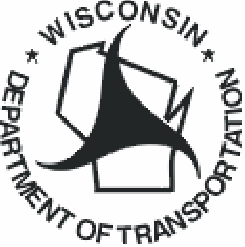 WISCONSIN
DEPARTMENT OF TRANSPORTATION